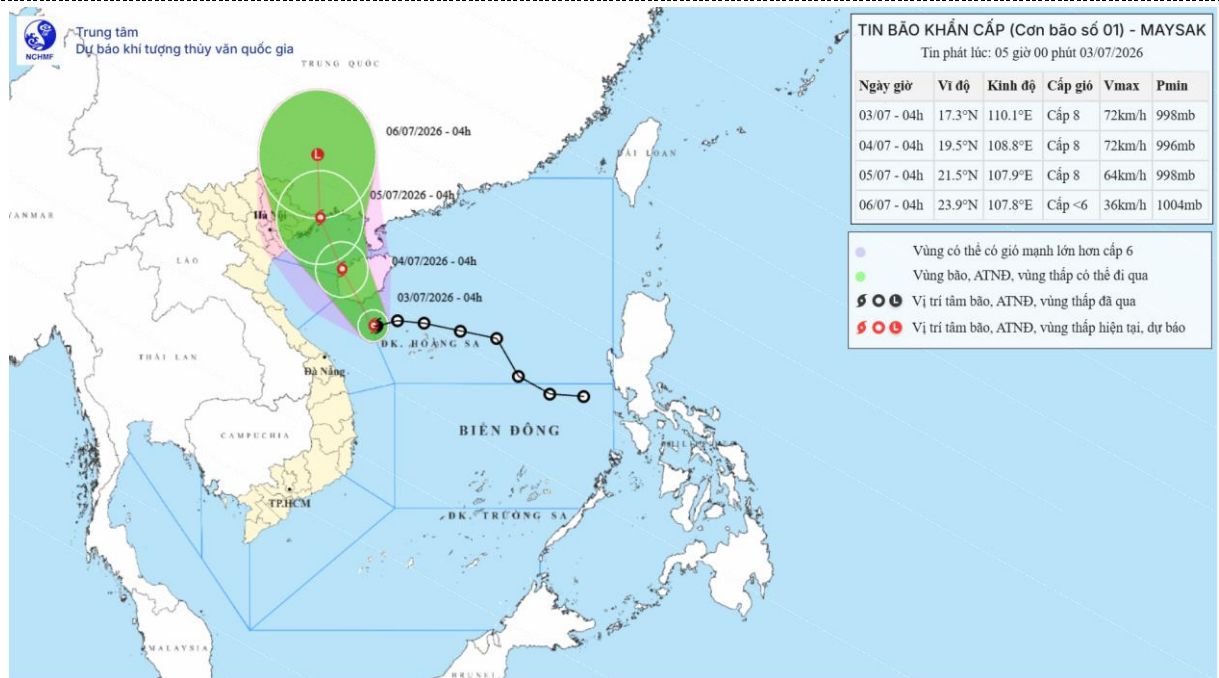 NCHMF
Trung tâm
Dự báo khí tượng thủy văn quốc gia
TIN BÃO KHẨN CẤP (Cơn bão số 01) - MAYSAK
Tin phát lúc: 05 giờ 00 phút 03/07/2026
Ngày giờ Vĩ độ Kinh độ Cấp gió Vmax Pmin
03/07 - 04h 17.3°N 110.1°E Cấp 8 72km/h 998mb
04/07 - 04h 19.5°N 108.8°E Cấp 8 72km/h 996mb
05/07 - 04h 21.5°N 107.9°E Cấp 8 64km/h 998mb
06/07 - 04h 23.9°N 107.8°E Cấp <6 36km/h 1004mb
Vùng có thể có gió mạnh lớn hơn cấp 6
Vùng bão, ATNĐ, vùng thấp có thể đi qua
L Vị trí tâm bão, ATNĐ, vùng thấp đã qua
L Vị trí tâm bão, ATNĐ, vùng thấp hiện tại, dự báo
TRUNG QUỐC
06/07/2026 - 04h
L
ĐÀI LOAN
05/07/2026 - 04h
Hà Nội
LÀO
04/07/2026 - 04h
03/07/2026 - 04h
ĐK. HOÀNG SA
THÁI LAN
Đà Nẵng
CAMPUCHIA
BIỂN ĐÔNG
TP.HCM
ĐK. TRƯỜNG SA
MALAYSIA
BRUNEI